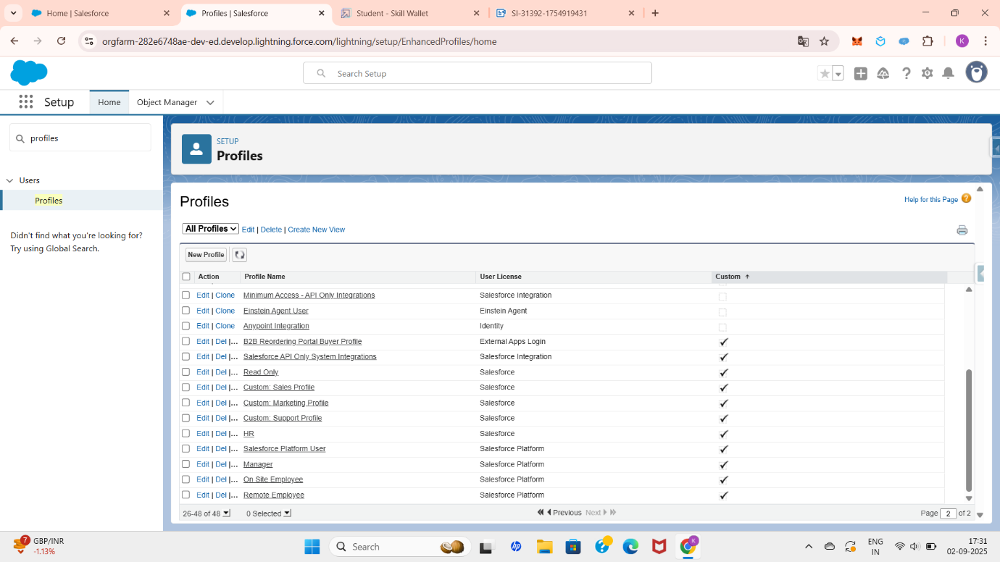 Home | Salesforce
Profiles | Salesforce
Student - Skill Wallet
SI-31392-1754919431
orgfarm-282e6748ae-dev-ed.develop.lightning.force.com/lightning/setup/EnhancedProfiles/home
K
Search Setup
Setup
Home
Object Manager
profiles
Users
Profiles
Didn't find what you're looking for?
Try using Global Search.
SETUP
Profiles
Profiles
Help for this Page ?
All Profiles Edit | Delete | Create New View
New Profile
Action Profile Name User License Custom
Edit | Clone Minimum Access - API Only Integrations Salesforce Integration
Edit | Clone Einstein Agent User Einstein Agent
Edit | Clone Anypoint Integration Identity
Edit | Del |... B2B Reordering Portal Buyer Profile External Apps Login
Edit | Del |... Salesforce API Only System Integrations Salesforce Integration
Edit | Del |... Read Only Salesforce
Edit | Del |... Custom: Sales Profile Salesforce
Edit | Del |... Custom: Marketing Profile Salesforce
Edit | Del |... Custom: Support Profile Salesforce
Edit | Del |... HR Salesforce
Edit | Del |... Salesforce Platform User Salesforce Platform
Edit | Del |... Manager Salesforce Platform
Edit | Del |... On Site Employee Salesforce Platform
Edit | Del |... Remote Employee Salesforce Platform
26-48 of 48 0 Selected Previous Next Page 2 of 2
7 GBP/INR
-1.13%
Search
hp
K
ENG
IN
17:31
02-09-2025